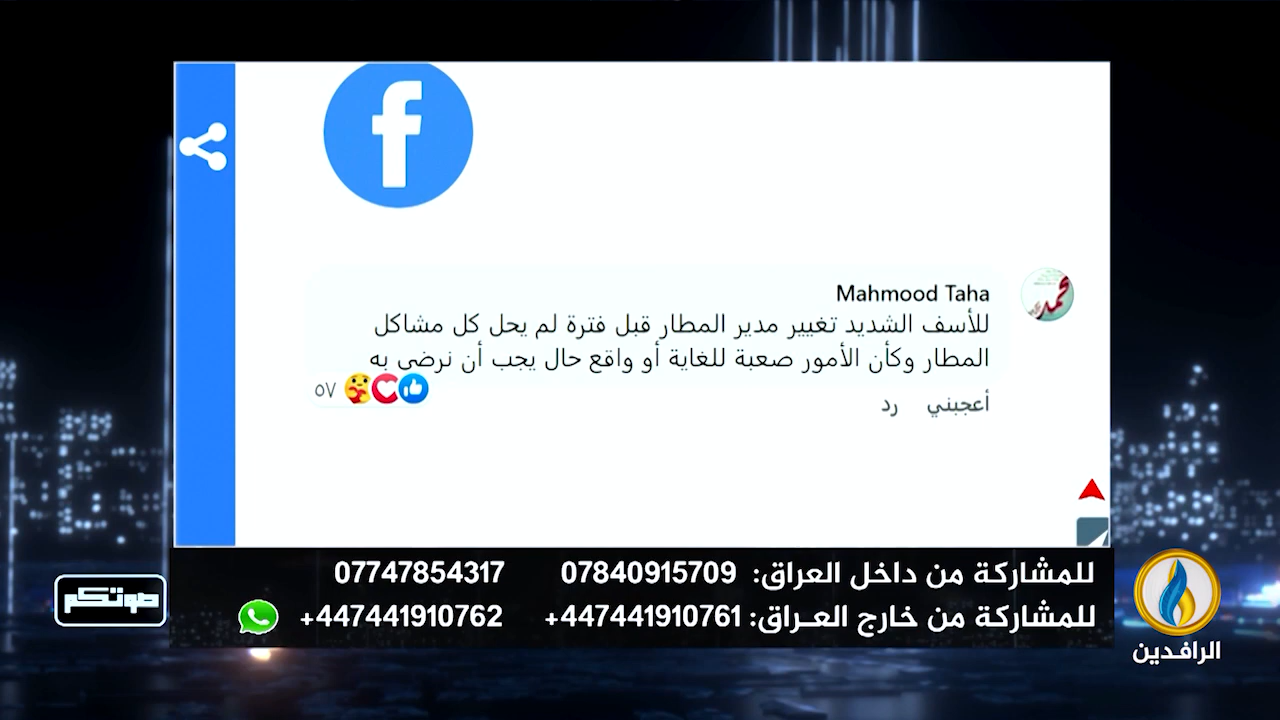 Mahmood Taha
للأسف الشديد تغيير مدير المطار قبل فترة لم يحل كل مشاكل
المطار وكأن الأمور صعبة للغاية أو واقع حال يجب أن نرضى به
٥٧
أعجبني رد
للمشاركة من داخل العراق: 07840915709 07747854317
للمشاركة من خارج العـراق: 447441910761+ 447441910762+
صوتكم
الرافدين